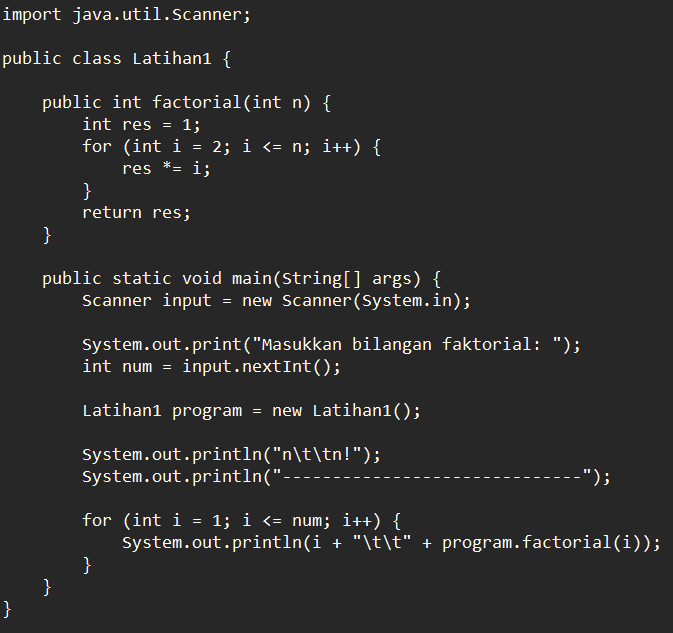 import java.util.Scanner;

public class Latihan1 {

    public int factorial(int n) {
        int res = 1;
        for (int i = 2; i <= n; i++) {
            res *= i;
        }
        return res;
    }

    public static void main(String[] args) {
        Scanner input = new Scanner(System.in);

        System.out.print("Masukkan bilangan faktorial: ");
        int num = input.nextInt();

        Latihan1 program = new Latihan1();

        System.out.println("n\t\tn!");
        System.out.println("------------------------------");

        for (int i = 1; i <= num; i++) {
            System.out.println(i + "\t\t" + program.factorial(i));
        }
    }
}